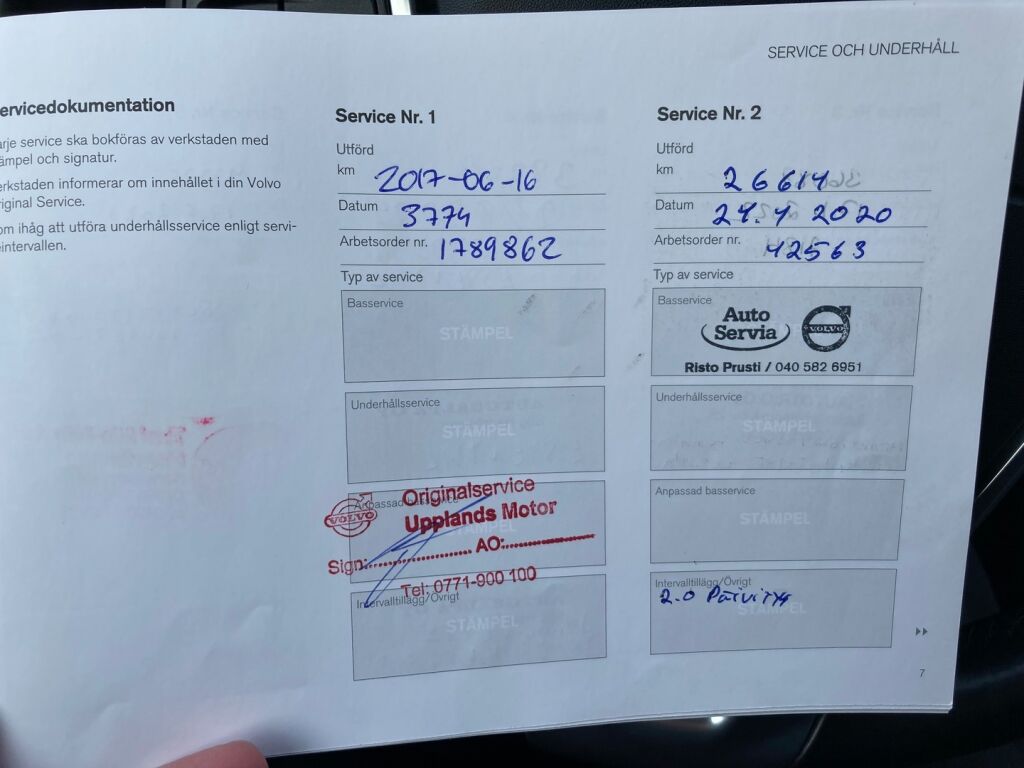 SERVICE OCH UNDERHÅLL
ervicedokumentation
arje service ska bokföras av verkstaden med
ämpel och signatur.
erkstaden informerar om innehållet i din Volvo
iginal Service.
om ihåg att utföra underhållsservice enligt servi-
eintervallen.
Service Nr. 1
Utförd
km 2017-06-16
Datum 3774
Arbetsorder nr. 1789862
Typ av service
Basservice
STÄMPEL
Underhållsservice
STÄMPEL
Anpassad basservice
STÄMPEL
VOLVO
Originalservice
Upplands Motor
Sign: AO:
Tel: 0771-900 100
Intervalltillägg/Övrigt
STÄMPEL
Service Nr. 2
Utförd
km 26614
Datum 24.4 2020
Arbetsorder nr. 42563
Typ av service
Basservice
Auto
Servia
VOLVO
Risto Prusti / 040 582 6951
Underhållsservice
STÄMPEL
Anpassad basservice
STÄMPEL
Intervalltillägg/Övrigt
2.0 Päivitys
STÄMPEL
7